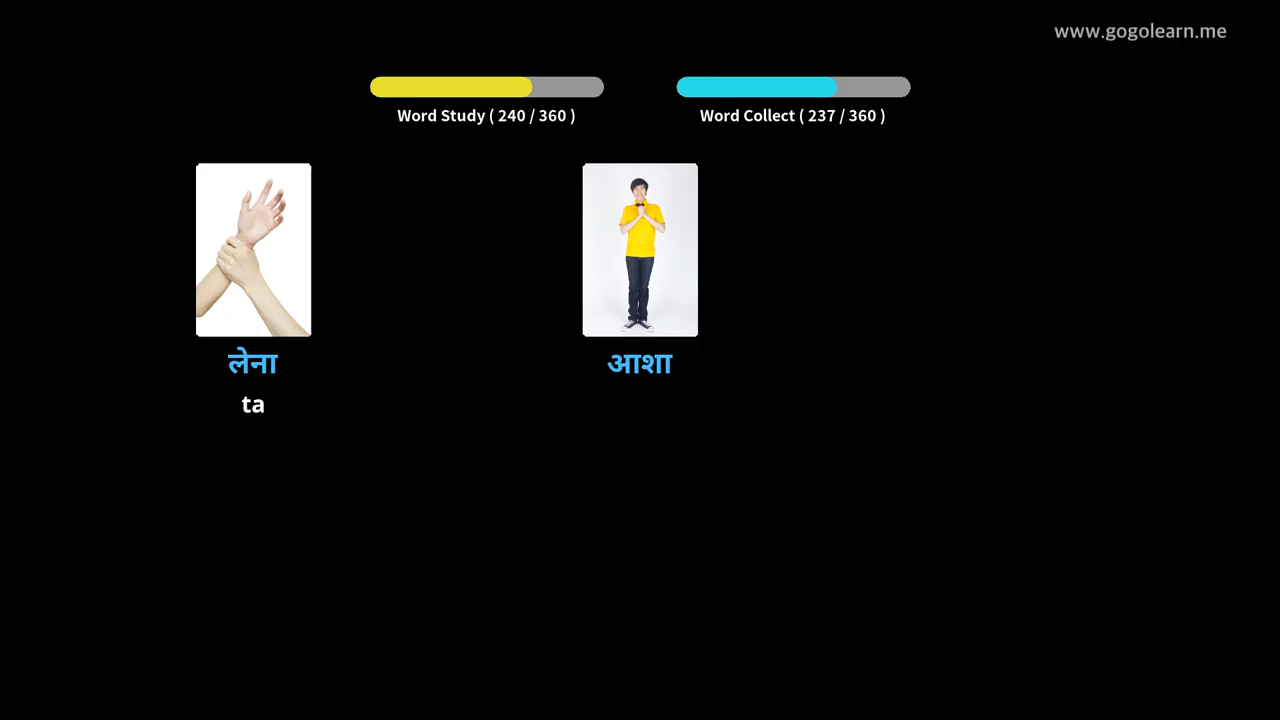 www.gogolearn.me
Word Study ( 240 / 360 )
Word Collect ( 237 / 360 )
लेना
आशा
ta